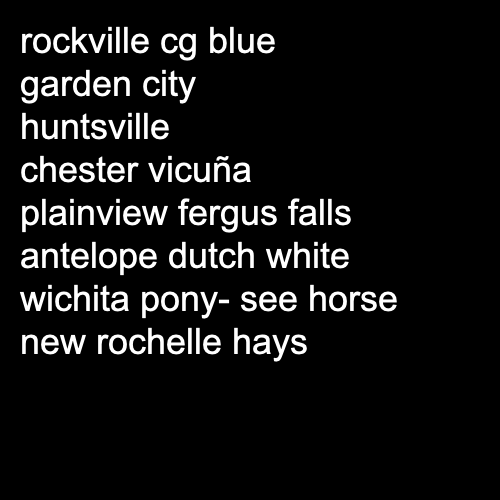 rockville cg blue
garden city
huntsville
chester vicuña
plainview fergus falls
antelope dutch white
wichita pony- see horse
new rochelle hays